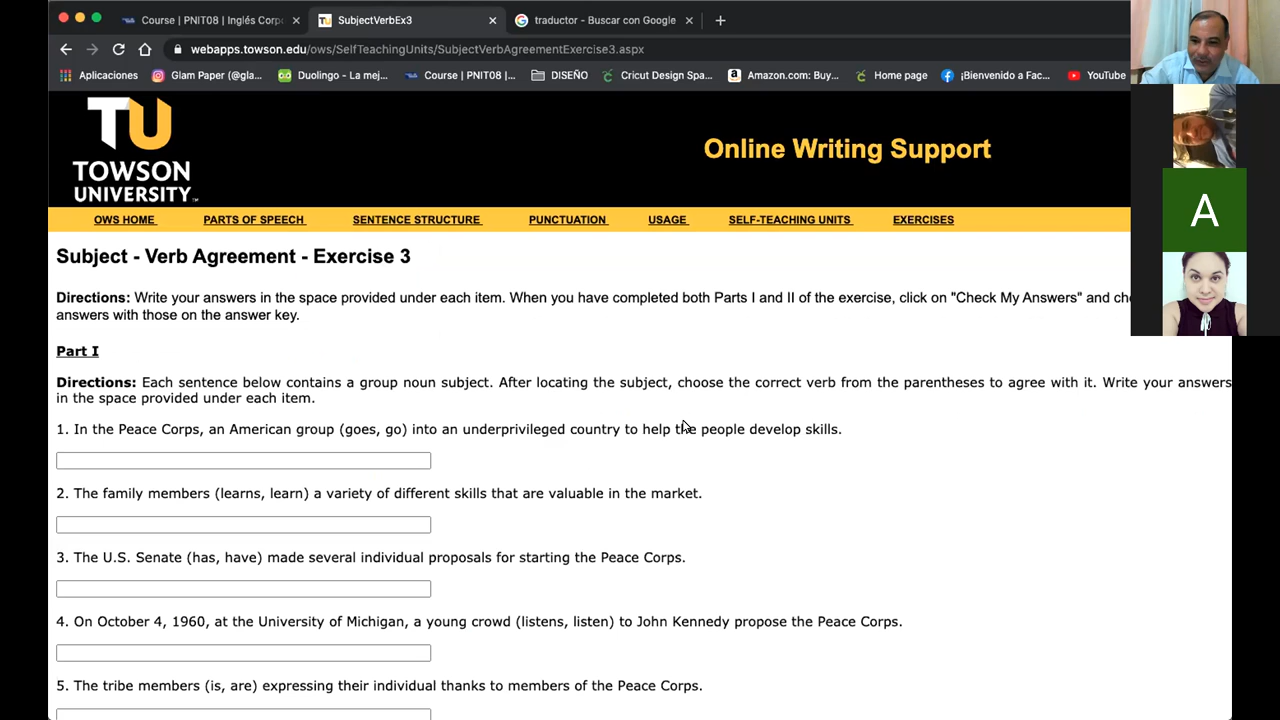 Course | PNIT08 | Inglés Corp
SubjectVerbEx3
traductor - Buscar con Google
webapps.towson.edu/ows/SelfTeachingUnits/SubjectVerbAgreementExercise3.aspx
Aplicaciones Glam Paper (@gla... Duolingo - La mej... Course | PNIT08 |... DISEÑO Cricut Design Spa... Amazon.com: Buy... Home page ¡Bienvenido a Fac... YouTube
TU
TOWSON
UNIVERSITY™
Online Writing Support
OWS HOME PARTS OF SPEECH SENTENCE STRUCTURE PUNCTUATION USAGE SELF-TEACHING UNITS EXERCISES
A
Subject - Verb Agreement - Exercise 3
Directions: Write your answers in the space provided under each item. When you have completed both Parts I and II of the exercise, click on "Check My Answers" and
answers with those on the answer key.
Part I
Directions: Each sentence below contains a group noun subject. After locating the subject, choose the correct verb from the parentheses to agree with it. Write your answers
in the space provided under each item.
1. In the Peace Corps, an American group (goes, go) into an underprivileged country to help the people develop skills.
2. The family members (learns, learn) a variety of different skills that are valuable in the market.
3. The U.S. Senate (has, have) made several individual proposals for starting the Peace Corps.
4. On October 4, 1960, at the University of Michigan, a young crowd (listens, listen) to John Kennedy propose the Peace Corps.
5. The tribe members (is, are) expressing their individual thanks to members of the Peace Corps.